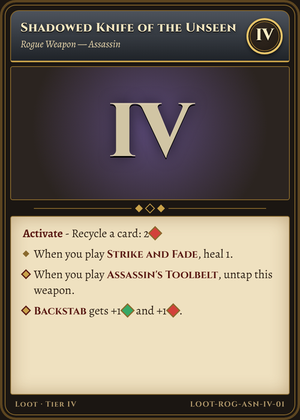 Shadowed Knife of the Unseen
IV
Rogue Weapon — Assassin
IV
Activate - Recycle a card: 2
When you play Strike and Fade, heal 1.
When you play Assassin's Toolbelt, untap this
weapon.
Backstab gets +1 and +1.
Loot · Tier IV
LOOT-ROG-ASN-IV-01